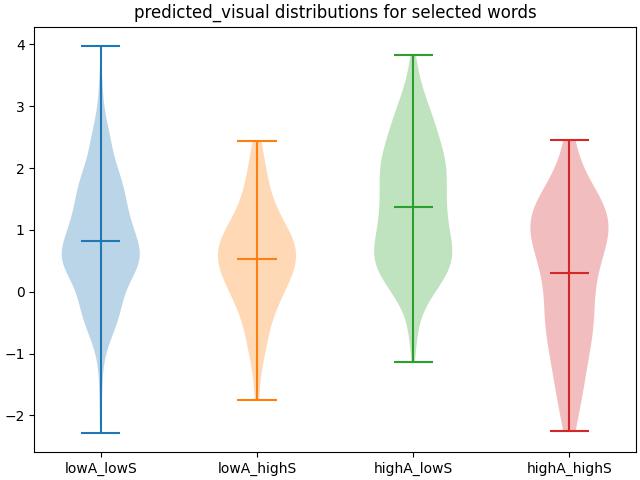 predicted_visual distributions for selected words
4
3
2
1
0
−1
−2
lowA_lowS
lowA_highS
highA_lowS
highA_highS